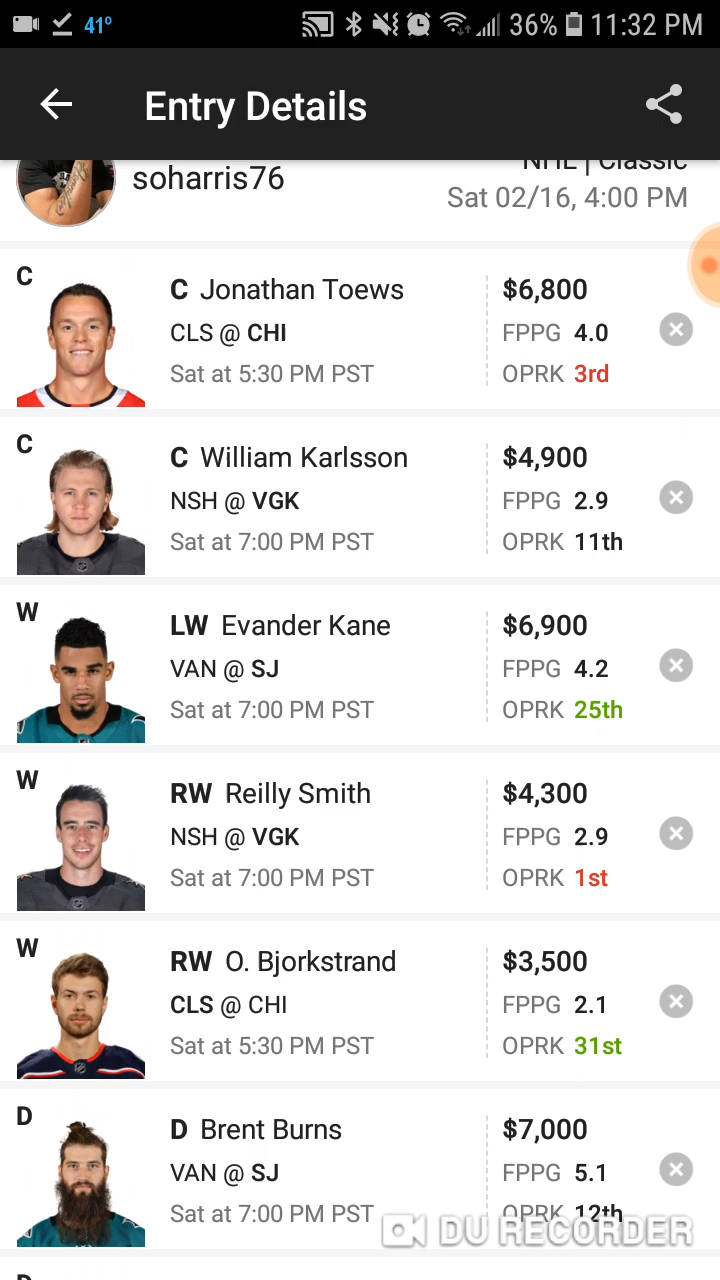 41° 36% 11:32 PM
Entry Details
soharris76
NHL | Classic
Sat 02/16, 4:00 PM
C
C Jonathan Toews $6,800
CLS @ CHI FPPG 4.0
Sat at 5:30 PM PST OPRK 3rd
C
C William Karlsson $4,900
NSH @ VGK FPPG 2.9
Sat at 7:00 PM PST OPRK 11th
W
LW Evander Kane $6,900
VAN @ SJ FPPG 4.2
Sat at 7:00 PM PST OPRK 25th
W
RW Reilly Smith $4,300
NSH @ VGK FPPG 2.9
Sat at 7:00 PM PST OPRK 1st
W
RW O. Bjorkstrand $3,500
CLS @ CHI FPPG 2.1
Sat at 5:30 PM PST OPRK 31st
D
D Brent Burns $7,000
VAN @ SJ FPPG 5.1
Sat at 7:00 PM PST OPRK 12th
DU RECORDER